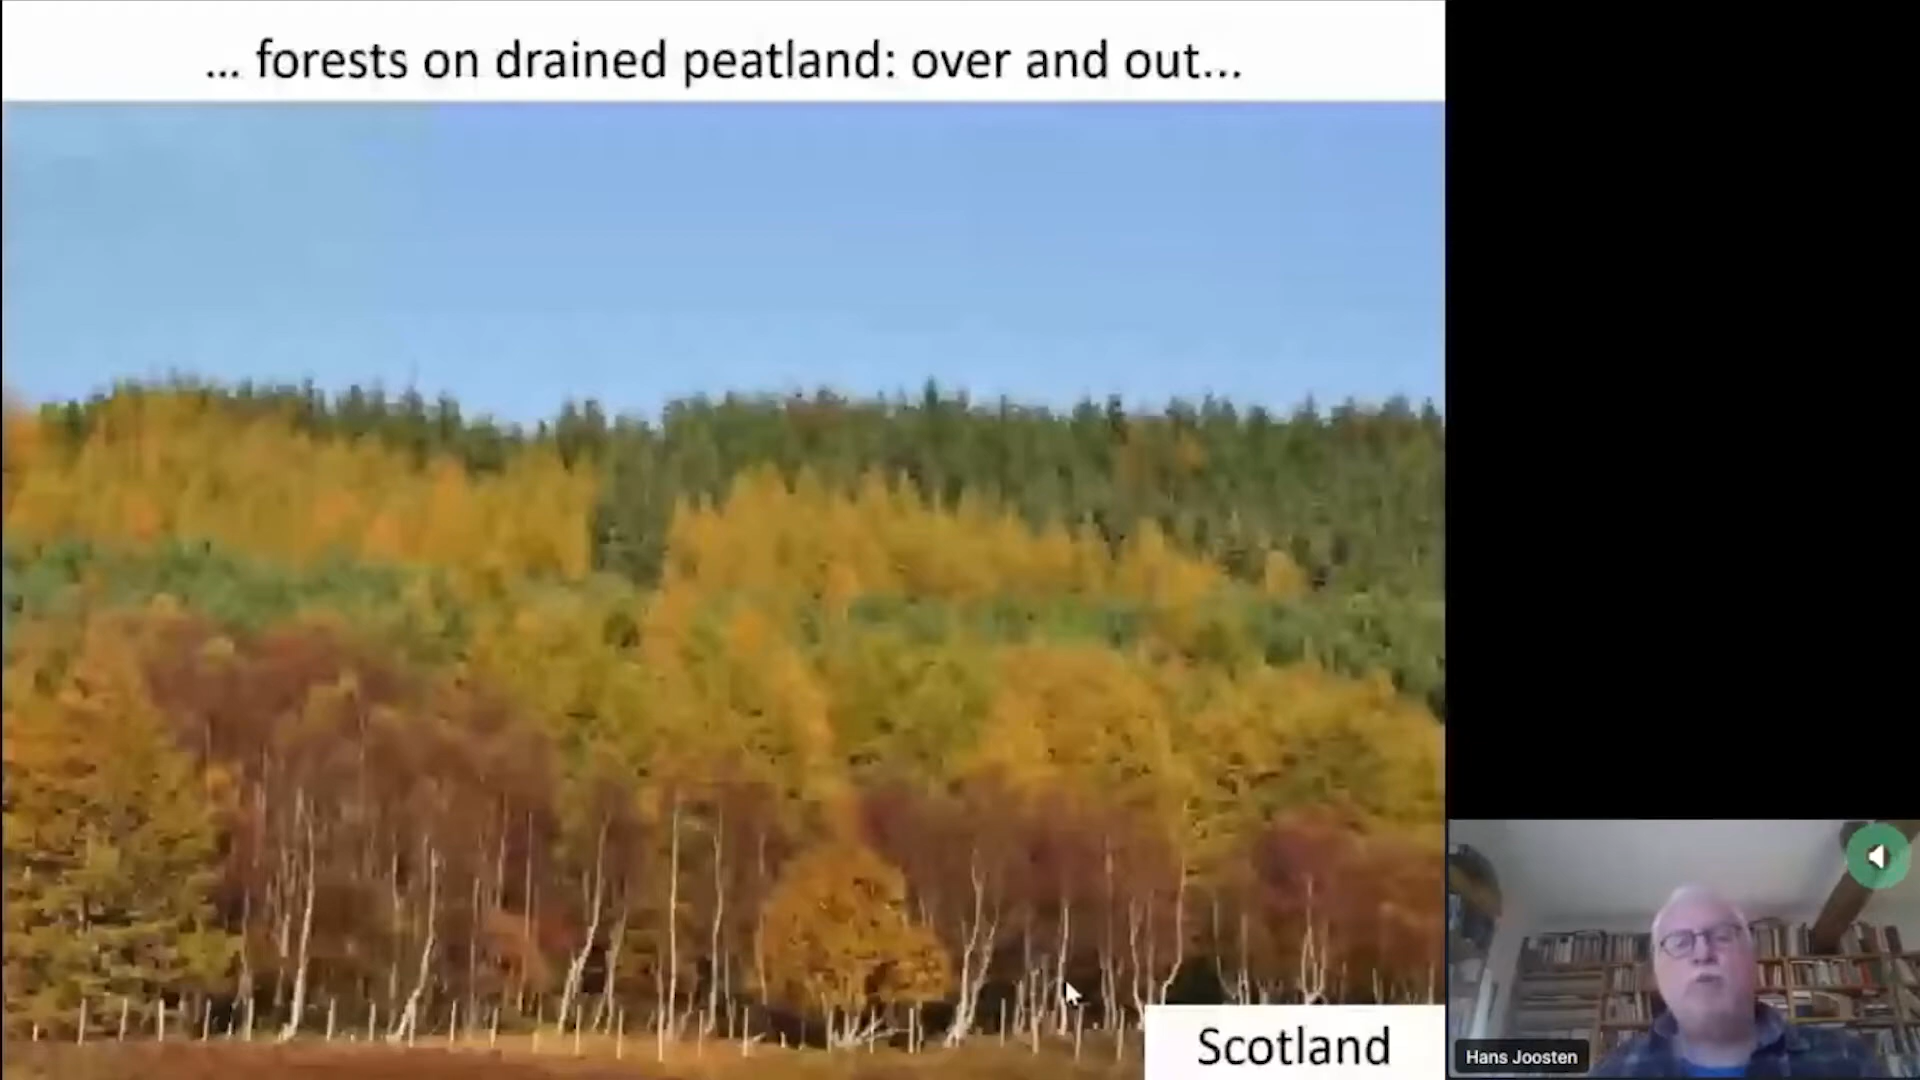 ... forests on drained peatland: over and out...
Scotland
Hans Joosten